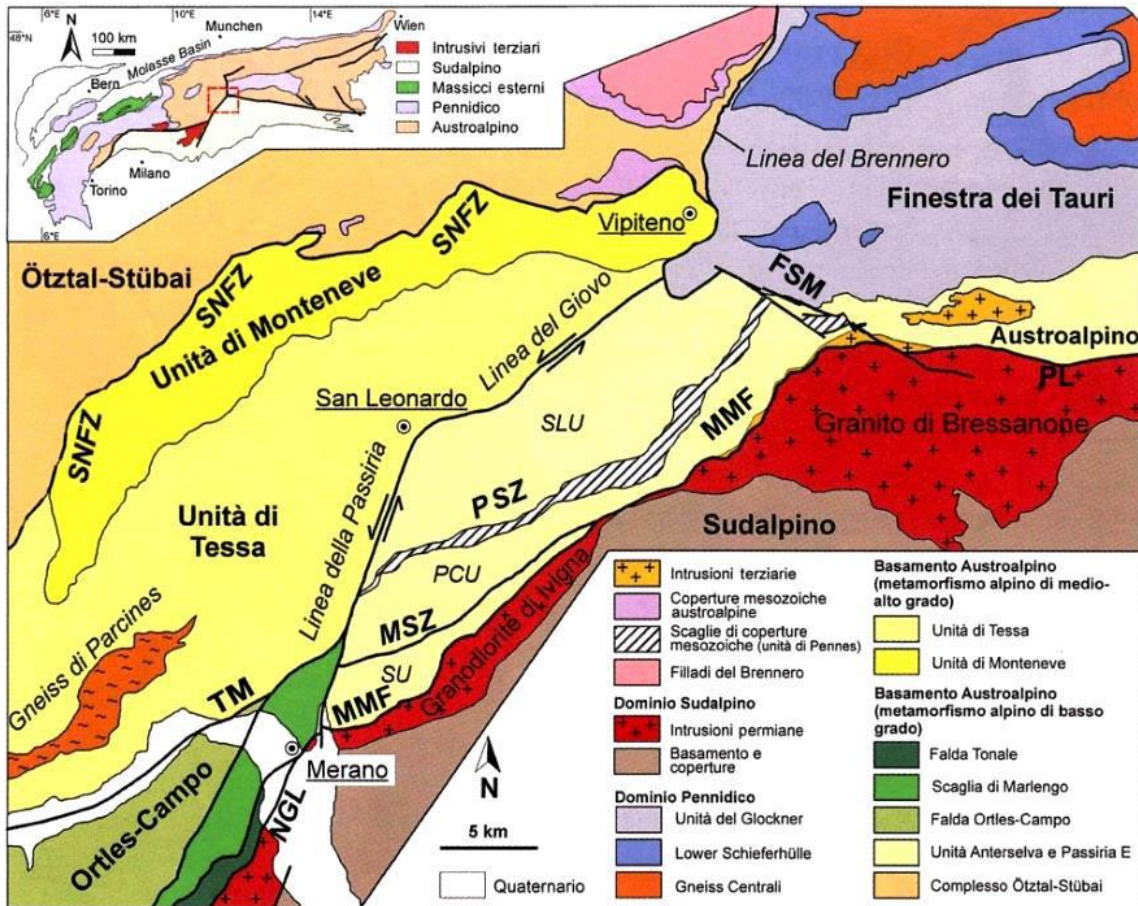 6°E
10°E
14°E
N
48°N
100 km
Munchen
Wien
Molasse Basin
Bern
Milano
Torino
6°E
Intrusivi terziari
Sudalpino
Massicci esterni
Pennidico
Austroalpino
Linea del Brennero
Finestra dei Tauri
Vipiteno
SNFZ
SNFZ
SNFZ
Ötztal-Stübai
Unità di Monteneve
FSM
Linea del Giovo
Austroalpino
PL
San Leonardo
SLU
MMF
Granito di Bressanone
PSZ
Unità di
Tessa
Linea della Passiria
Sudalpino
PCU
MSZ
SU
Granodiorite di Ivigna
Gneiss di Parcines
TM
MMF
Merano
NGL
Ortles-Campo
N
5 km
Quaternario
Intrusioni terziarie
Coperture mesozoiche
austroalpine
Scaglie di coperture
mesozoiche (unità di Pennes)
Filladi del Brennero
Dominio Sudalpino
Intrusioni permiane
Basamento e
coperture
Dominio Pennidico
Unità del Glockner
Lower Schieferhülle
Gneiss Centrali
Basamento Austroalpino
(metamorfismo alpino di medio-
alto grado)
Unità di Tessa
Unità di Monteneve
Basamento Austroalpino
(metamorfismo alpino di basso
grado)
Falda Tonale
Scaglia di Marlengo
Falda Ortles-Campo
Unità Anterselva e Passiria E
Complesso Ötztal-Stübai